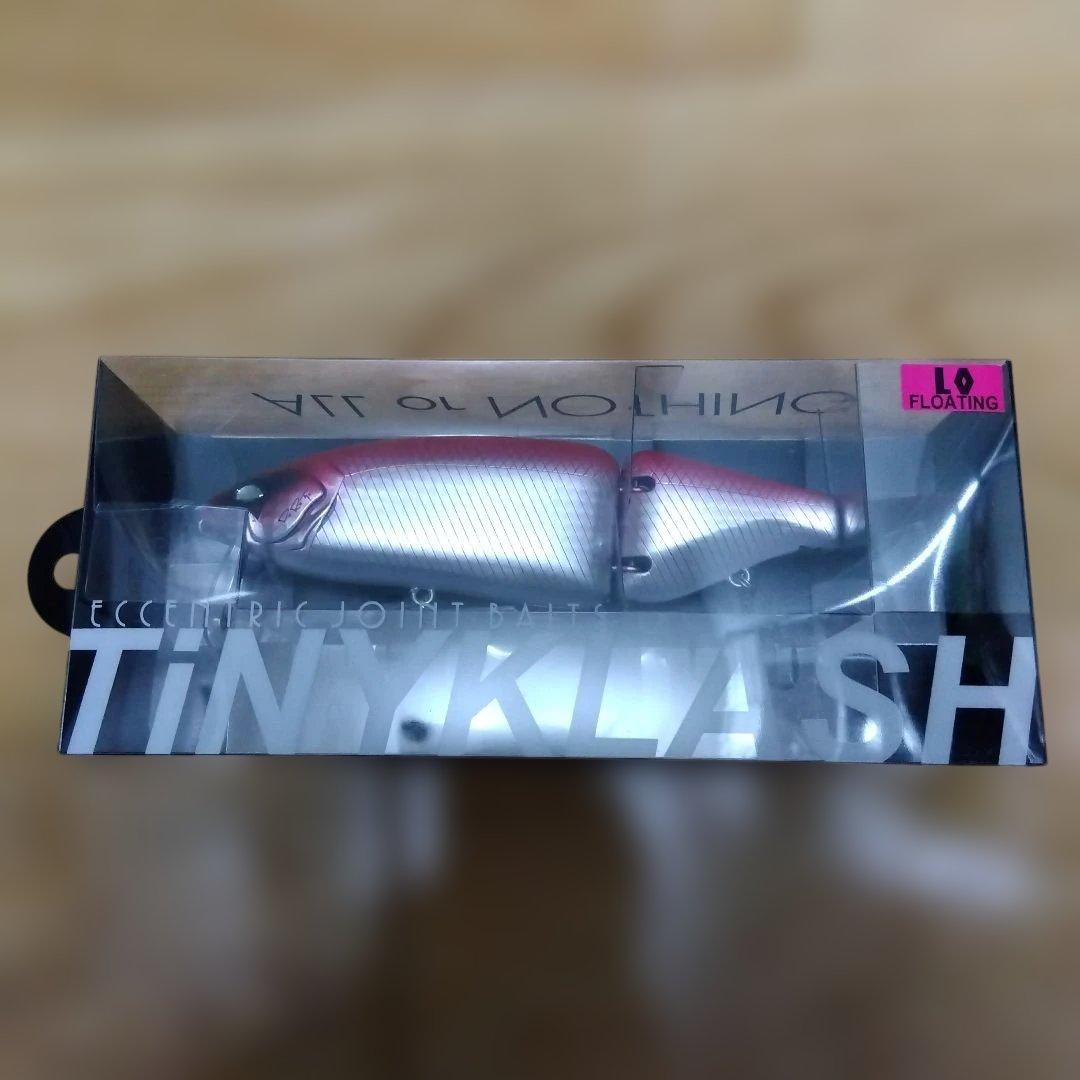 ALL or NOTHING
LO
FLOATING
ECCENTRIC JOINT BAITS
TiNYKLASH